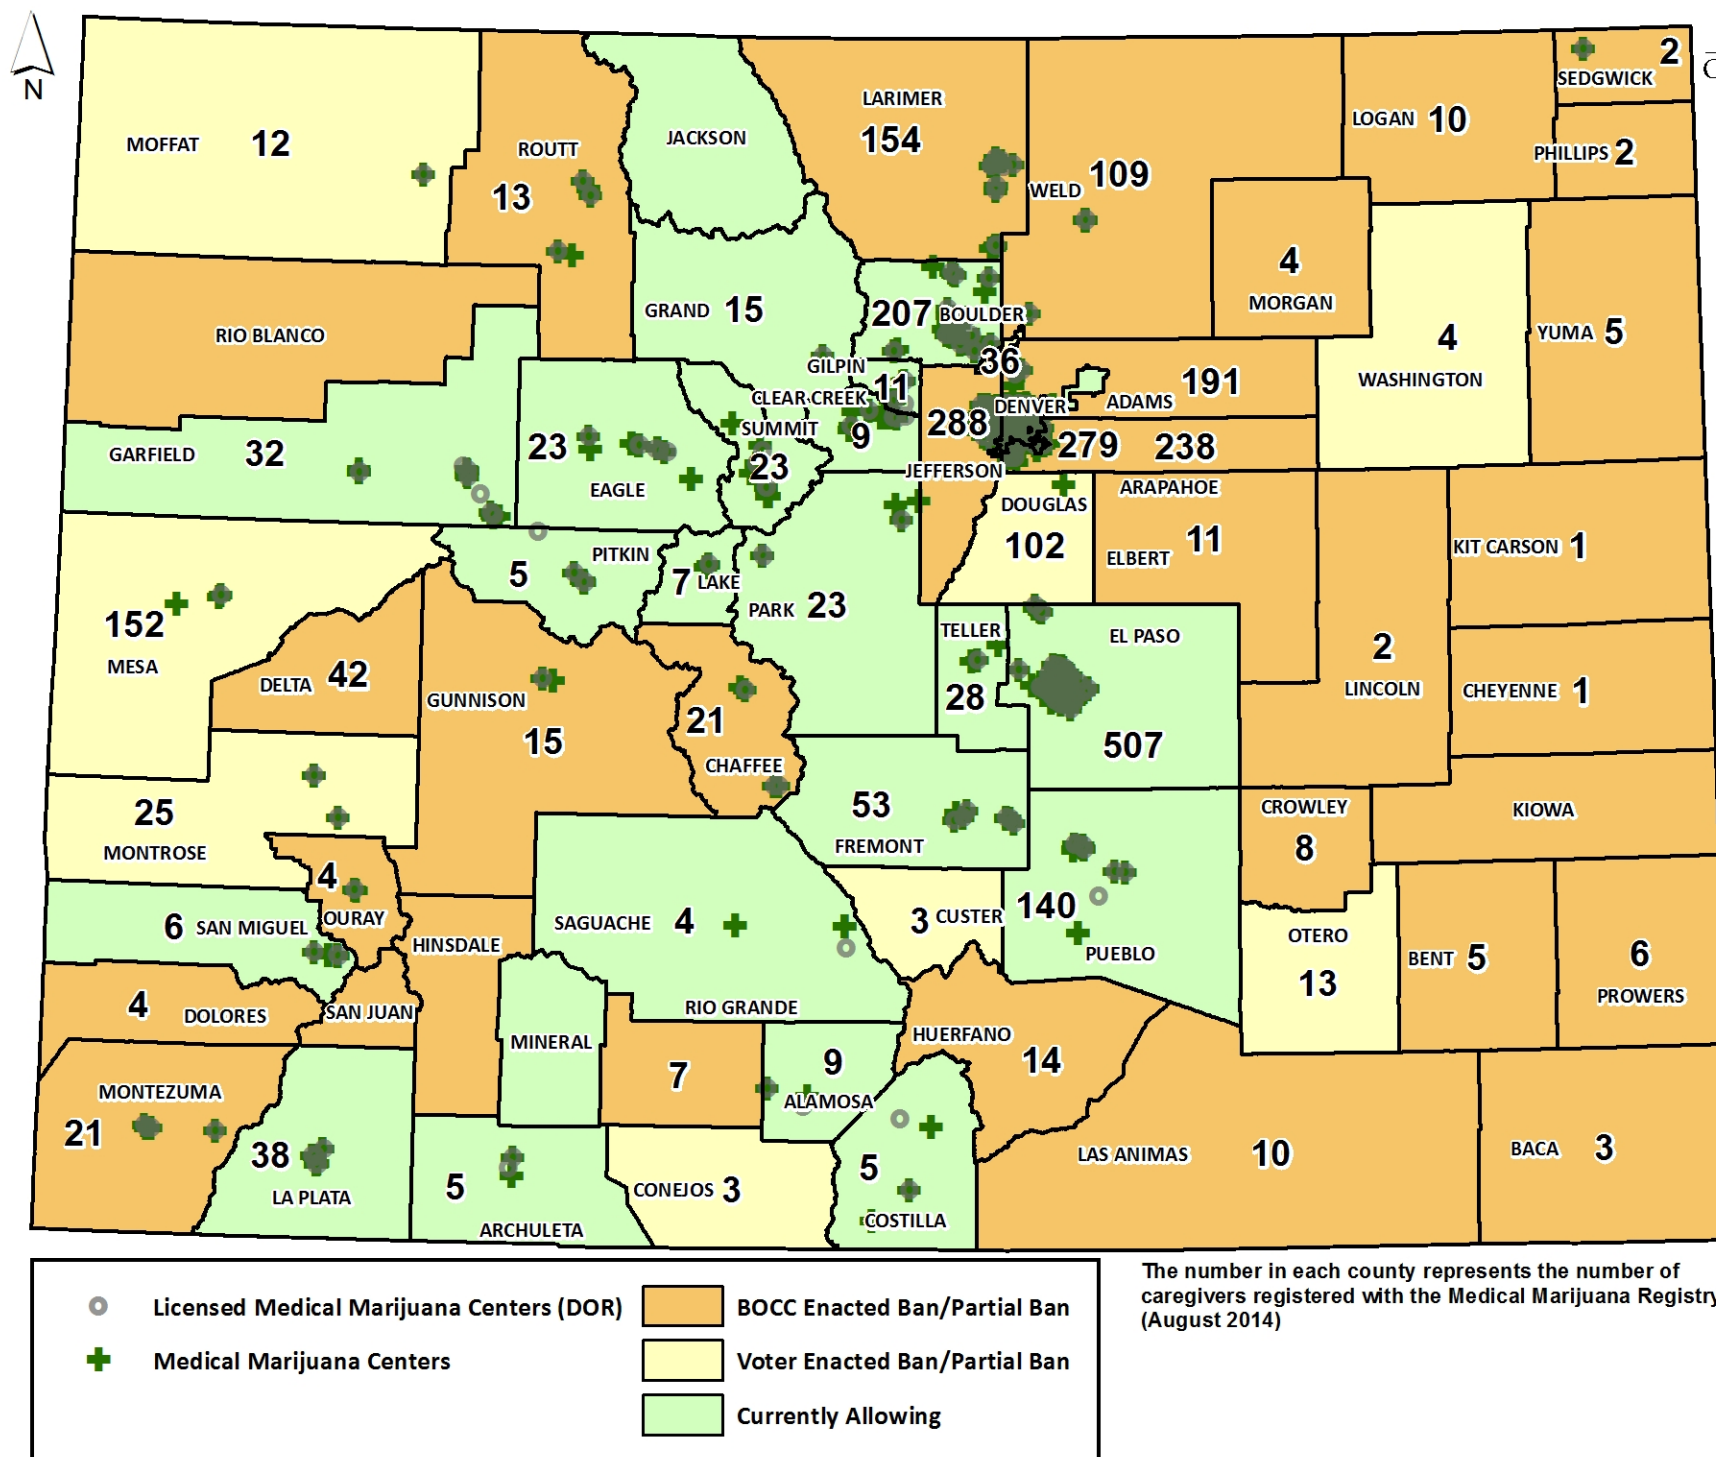 N
MOFFAT 12
ROUTT
13
JACKSON
LARIMER
154
WELD 109
LOGAN 10
SEDGWICK 2
PHILLIPS 2
4
MORGAN
4
WASHINGTON
YUMA 5
RIO BLANCO
GRAND 15
207 BOULDER
36
GILPIN
11
CLEAR CREEK
9
SUMMIT
23
288
JEFFERSON
DENVER
279
191
ADAMS
238
ARAPAHOE
GARFIELD 32
23
EAGLE
DOUGLAS
102
11
ELBERT
KIT CARSON 1
PITKIN
5
7 LAKE
PARK 23
152
MESA
DELTA 42
GUNNISON
15
21
CHAFFEE
TELLER
28
EL PASO
507
2
LINCOLN
CHEYENNE 1
25
MONTROSE
53
FREMONT
CROWLEY
8
KIOWA
4
OURAY
6 SAN MIGUEL
HINSDALE
SAGUACHE 4
3 CUSTER
140
PUEBLO
OTERO
13
BENT 5
6
PROWERS
4 DOLORES
SAN JUAN
MINERAL
RIO GRANDE
7
9
ALAMOSA
HUERFANO
14
MONTEZUMA
21
38
LA PLATA
5
ARCHULETA
CONEJOS 3
5
COSTILLA
LAS ANIMAS 10
BACA 3
Licensed Medical Marijuana Centers (DOR)
Medical Marijuana Centers
BOCC Enacted Ban/Partial Ban
Voter Enacted Ban/Partial Ban
Currently Allowing
The number in each county represents the number of
caregivers registered with the Medical Marijuana Registry
(August 2014)